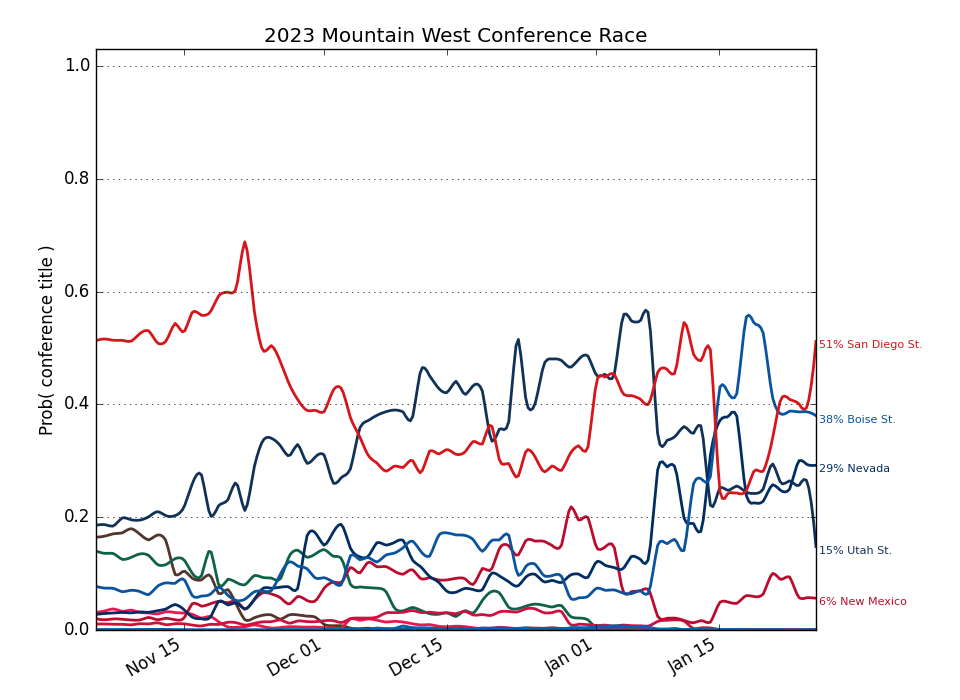 2023 Mountain West Conference Race
Prob( conference title )
1.0
0.8
0.6
0.4
0.2
0.0
51% San Diego St.
38% Boise St.
29% Nevada
15% Utah St.
6% New Mexico
Nov 15
Dec 01
Dec 15
Jan 01
Jan 15